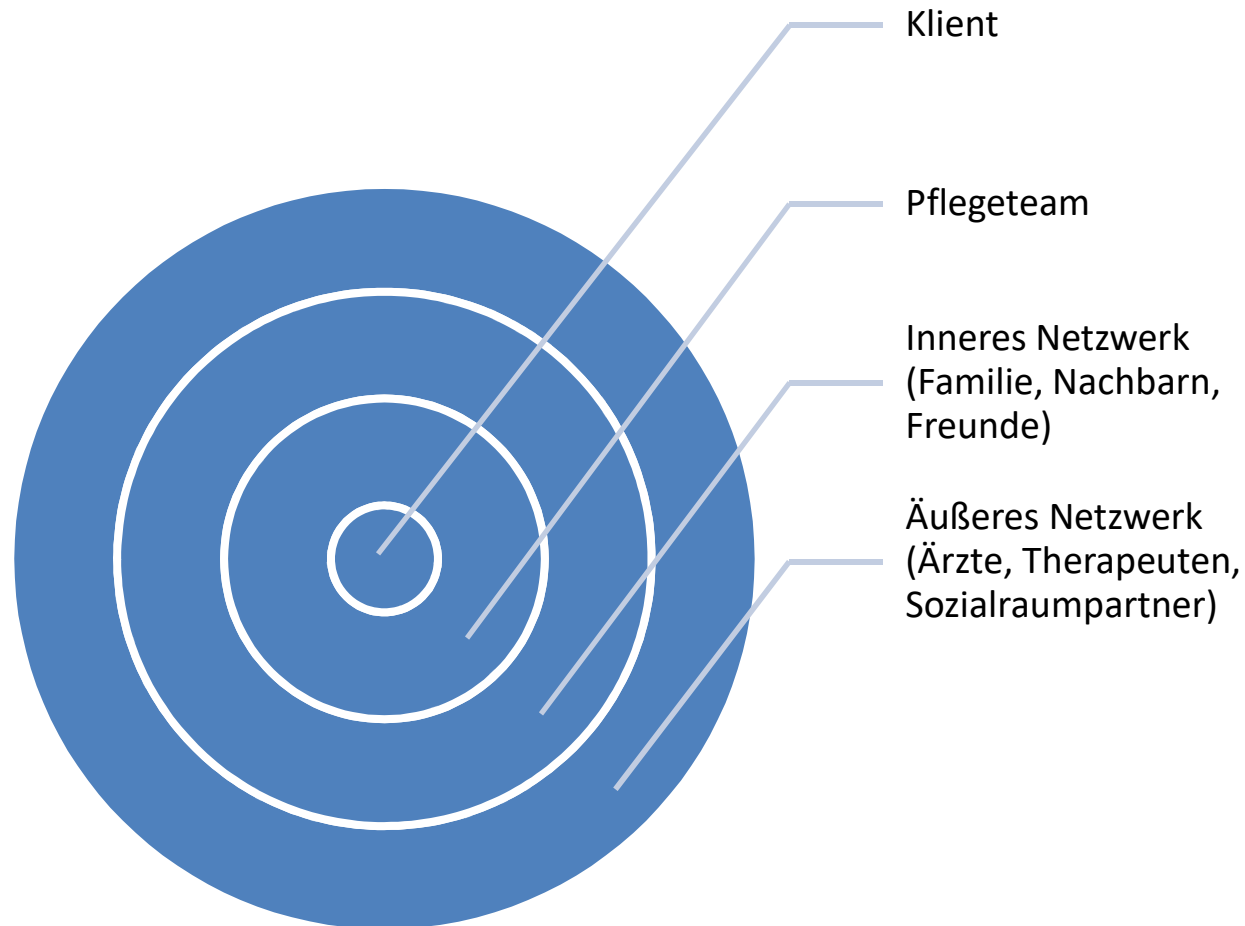 Klient
Pflegeteam
Inneres Netzwerk
(Familie, Nachbarn,
Freunde)
Äußeres Netzwerk
(Ärzte, Therapeuten,
Sozialraumpartner)